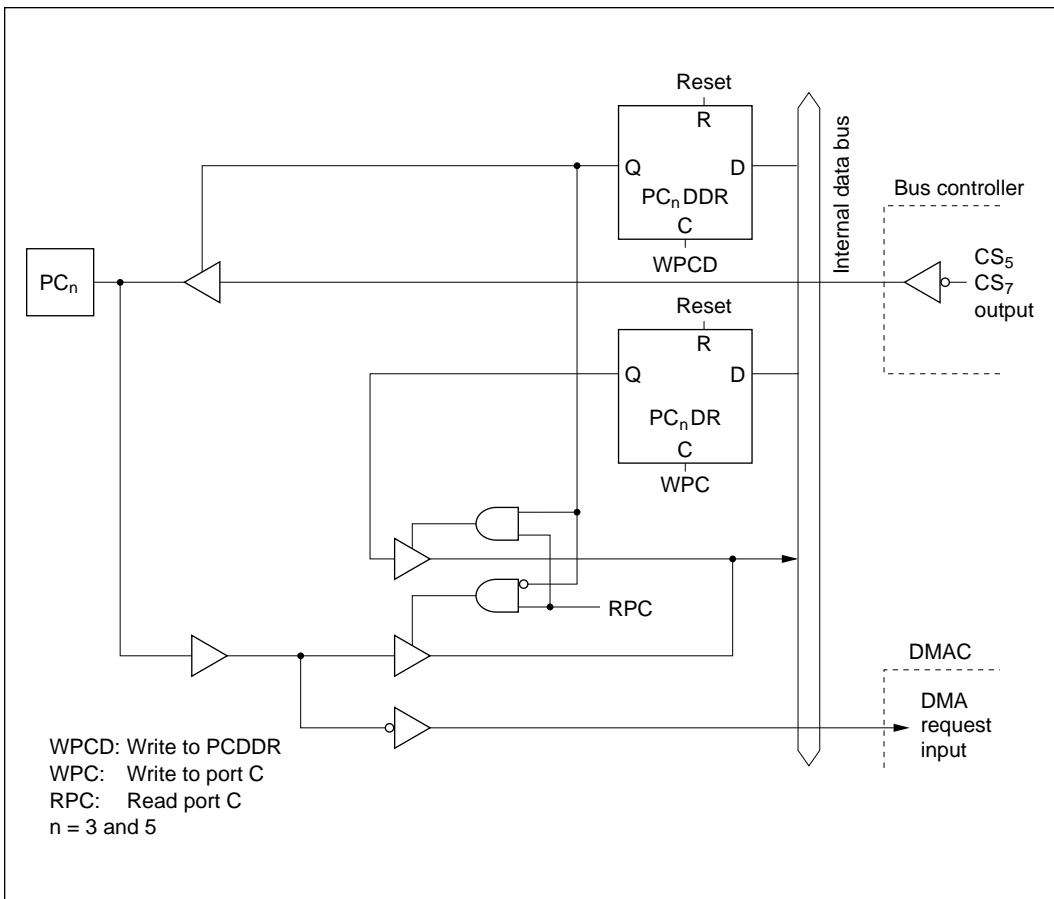 Reset
R
Q
D
PCnDDR
C
WPCD
Internal data bus
Bus controller
CS5
CS7
output
PCn
Reset
R
Q
D
PCnDR
C
WPC
RPC
DMAC
DMA
request
input
WPCD: Write to PCDDR
WPC: Write to port C
RPC: Read port C
n = 3 and 5